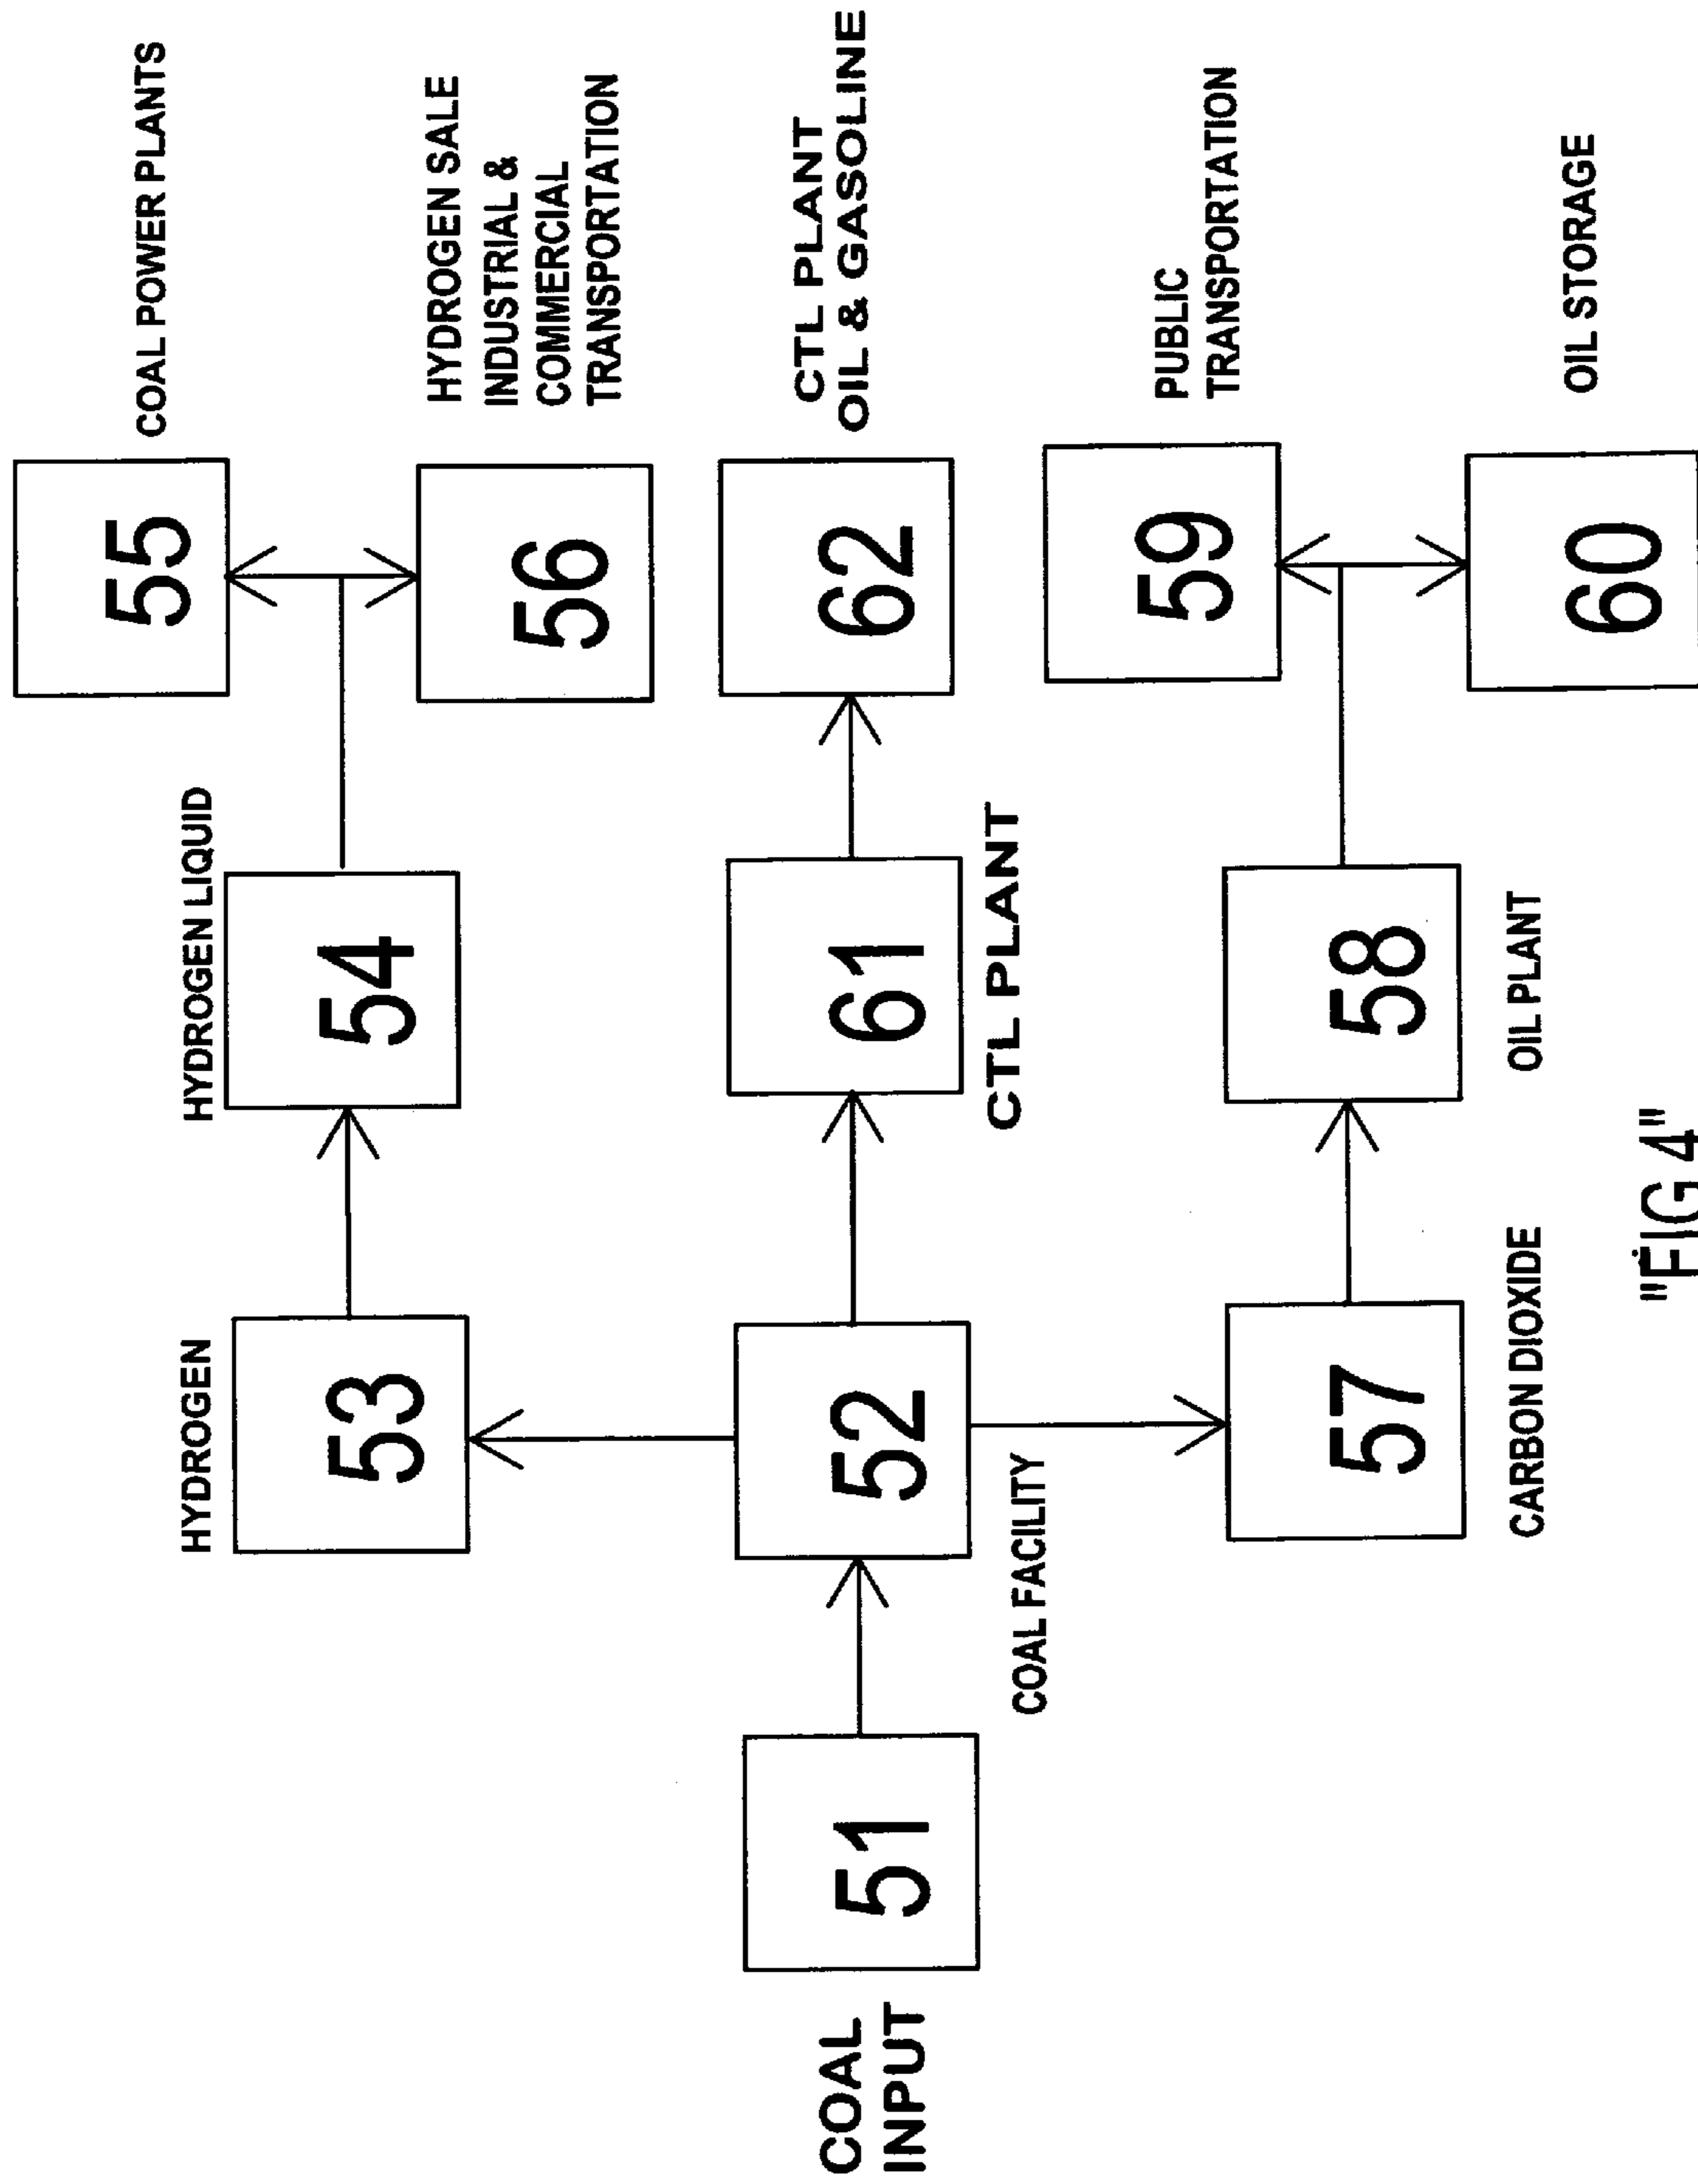 COAL POWER PLANTS
55
HYDROGEN LIQUID
HYDROGEN
54
53
HYDROGEN SALE
INDUSTRIAL &
COMMERCIAL
TRANSPORTATION
56
CTL PLANT
OIL & GASOLINE
62
61
CTL PLANT
52
COAL FACILITY
51
COAL
INPUT
PUBLIC
TRANSPORTATION
59
58
OIL PLANT
57
CARBON DIOXIDE
60
OIL STORAGE
"FIG 4"